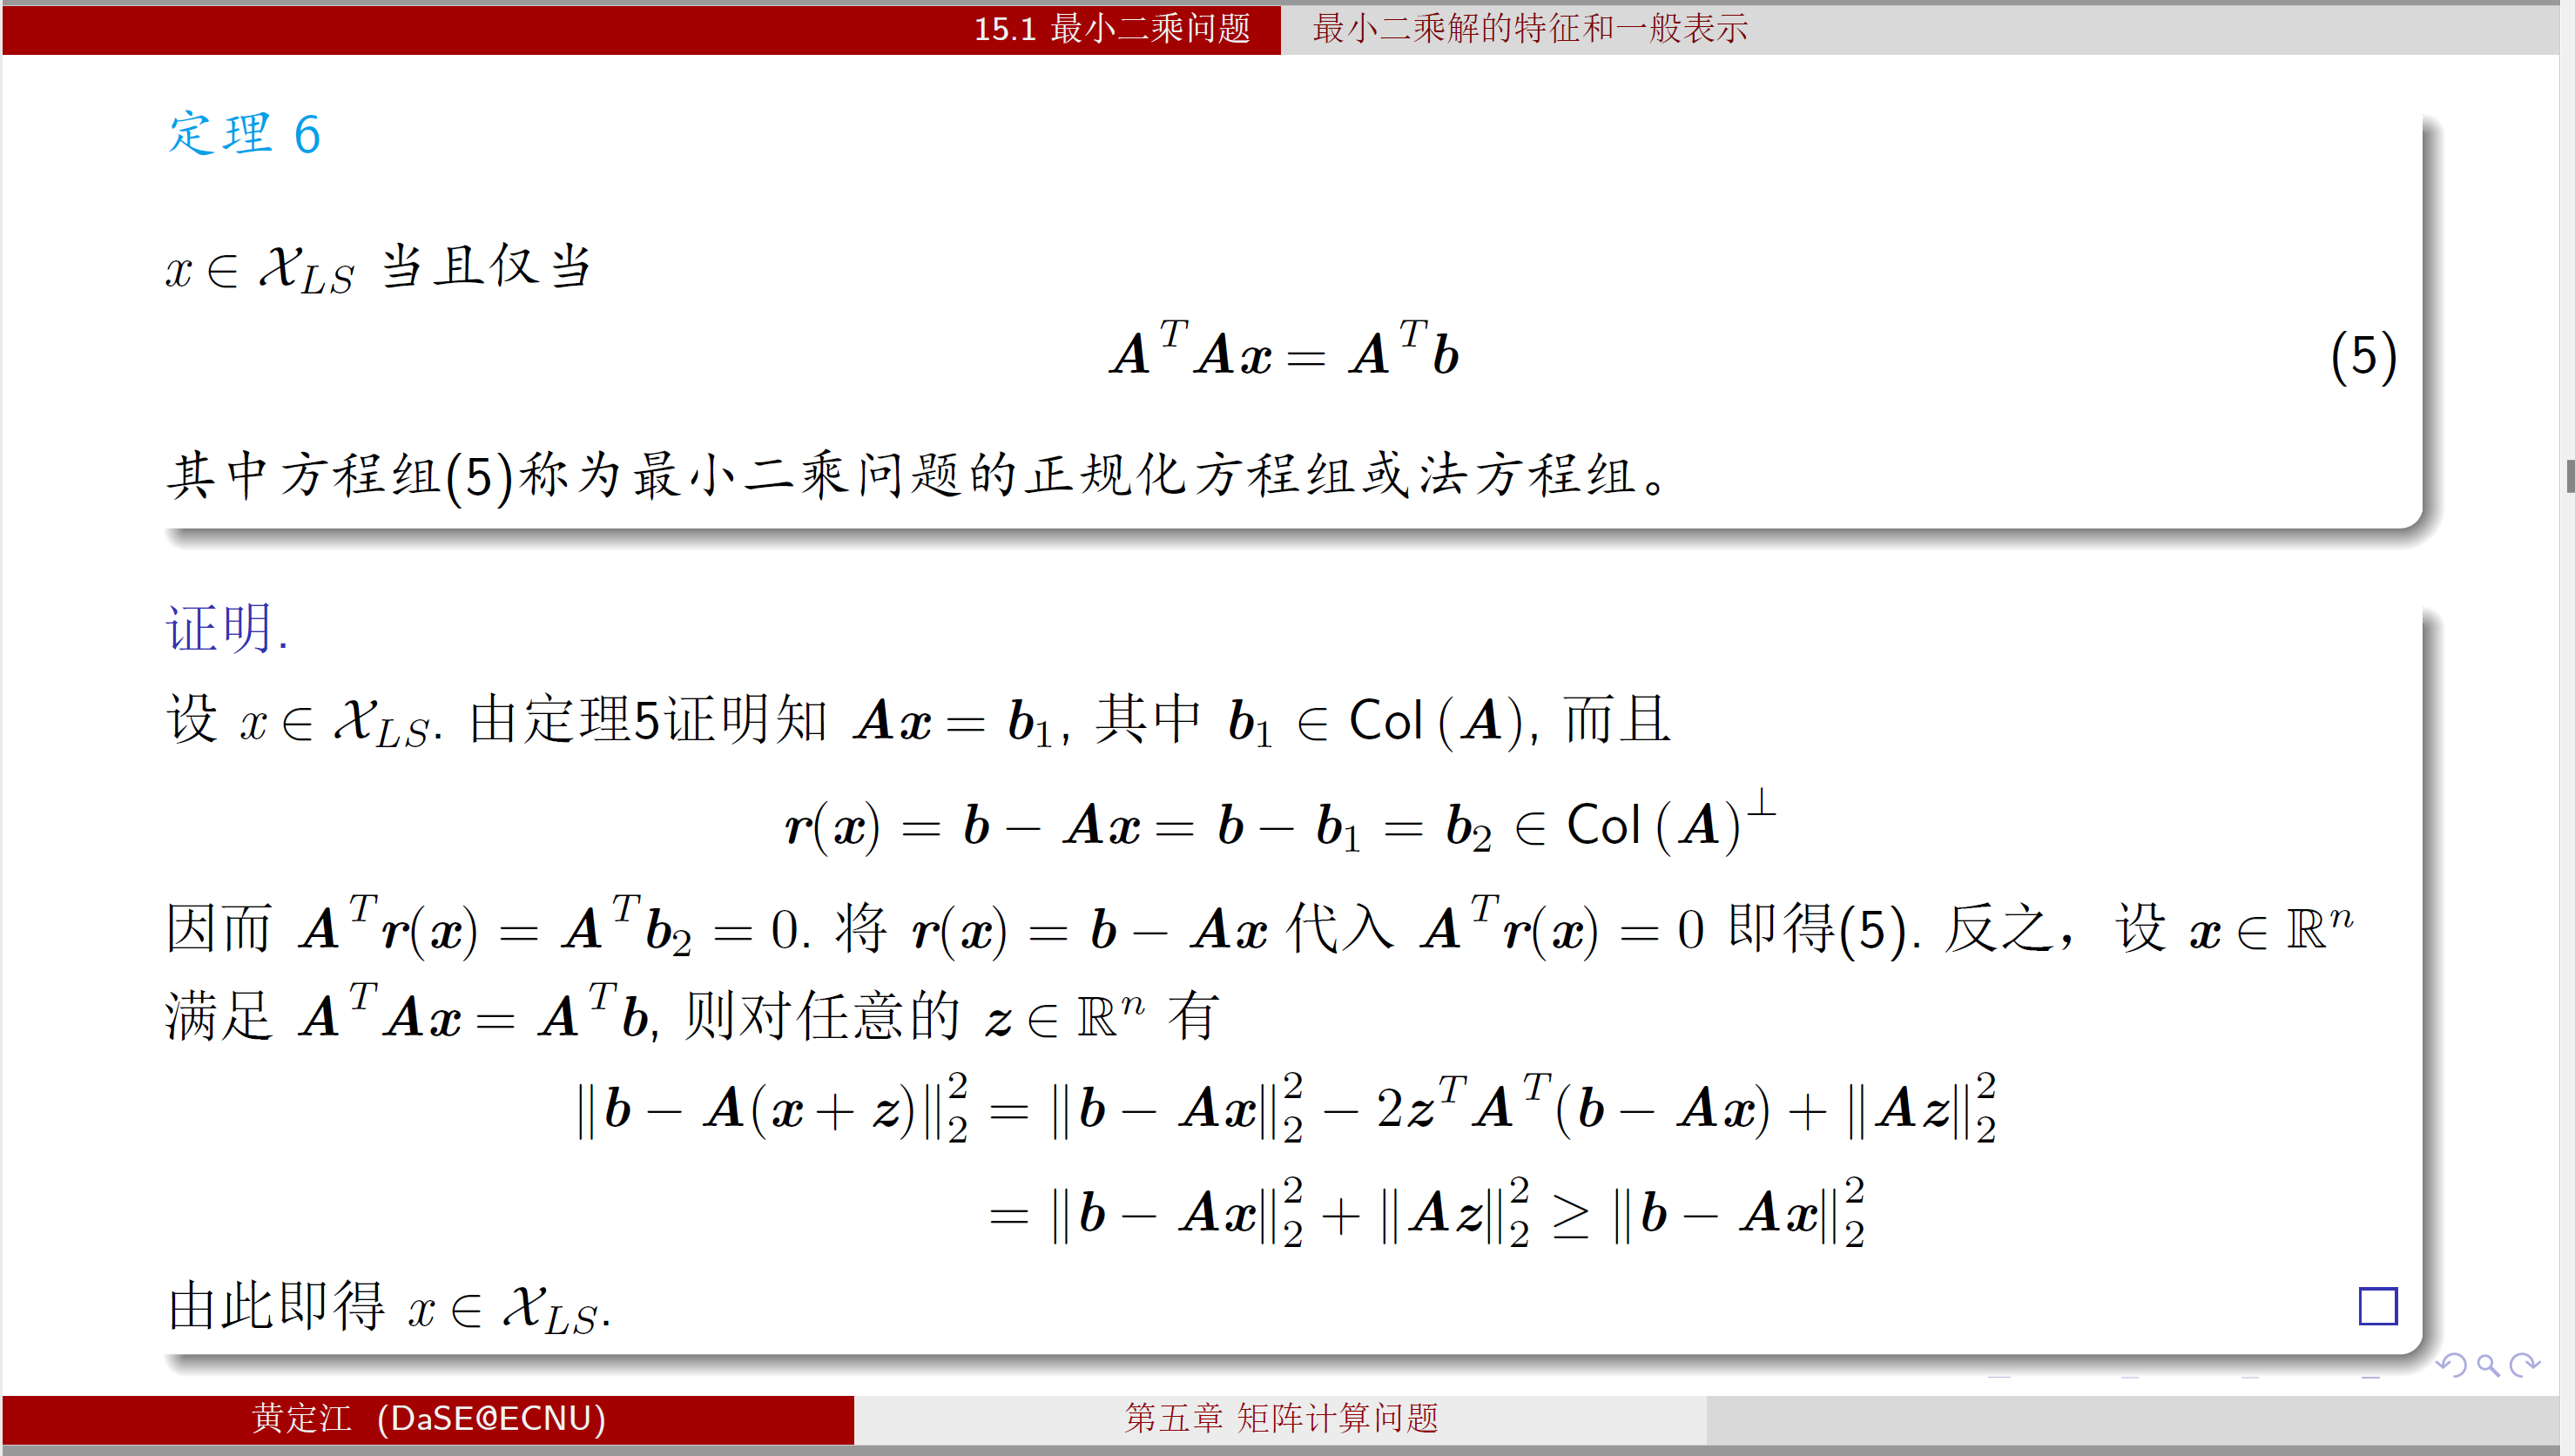 15.1 最小二乘问题 最小二乘解的特征和一般表示
定理 6
$x \in \mathcal{X}_{LS}$ 当且仅当
$\boldsymbol{A}^T \boldsymbol{A}\boldsymbol{x} = \boldsymbol{A}^T \boldsymbol{b}$ (5)
其中方程组(5)称为最小二乘问题的正规化方程组或法方程组。
证明.
设 $x \in \mathcal{X}_{LS}$. 由定理5证明知 $\boldsymbol{A}\boldsymbol{x} = \boldsymbol{b}_1$, 其中 $\boldsymbol{b}_1 \in \mathsf{Col}(\boldsymbol{A})$, 而且
$\boldsymbol{r}(\boldsymbol{x}) = \boldsymbol{b} - \boldsymbol{A}\boldsymbol{x} = \boldsymbol{b} - \boldsymbol{b}_1 = \boldsymbol{b}_2 \in \mathsf{Col}(\boldsymbol{A})^\perp$
因而 $\boldsymbol{A}^T \boldsymbol{r}(\boldsymbol{x}) = \boldsymbol{A}^T \boldsymbol{b}_2 = 0$. 将 $\boldsymbol{r}(\boldsymbol{x}) = \boldsymbol{b} - \boldsymbol{A}\boldsymbol{x}$ 代入 $\boldsymbol{A}^T \boldsymbol{r}(\boldsymbol{x}) = 0$ 即得(5). 反之，设 $\boldsymbol{x} \in \mathbb{R}^n$
满足 $\boldsymbol{A}^T \boldsymbol{A}\boldsymbol{x} = \boldsymbol{A}^T \boldsymbol{b}$, 则对任意的 $\boldsymbol{z} \in \mathbb{R}^n$ 有
$\|\boldsymbol{b} - \boldsymbol{A}(\boldsymbol{x} + \boldsymbol{z})\|_2^2 = \|\boldsymbol{b} - \boldsymbol{A}\boldsymbol{x}\|_2^2 - 2\boldsymbol{z}^T \boldsymbol{A}^T(\boldsymbol{b} - \boldsymbol{A}\boldsymbol{x}) + \|\boldsymbol{A}\boldsymbol{z}\|_2^2$
$= \|\boldsymbol{b} - \boldsymbol{A}\boldsymbol{x}\|_2^2 + \|\boldsymbol{A}\boldsymbol{z}\|_2^2 \geq \|\boldsymbol{b} - \boldsymbol{A}\boldsymbol{x}\|_2^2$
由此即得 $x \in \mathcal{X}_{LS}$. □
黄定江 (DaSE@ECNU) 第五章 矩阵计算问题